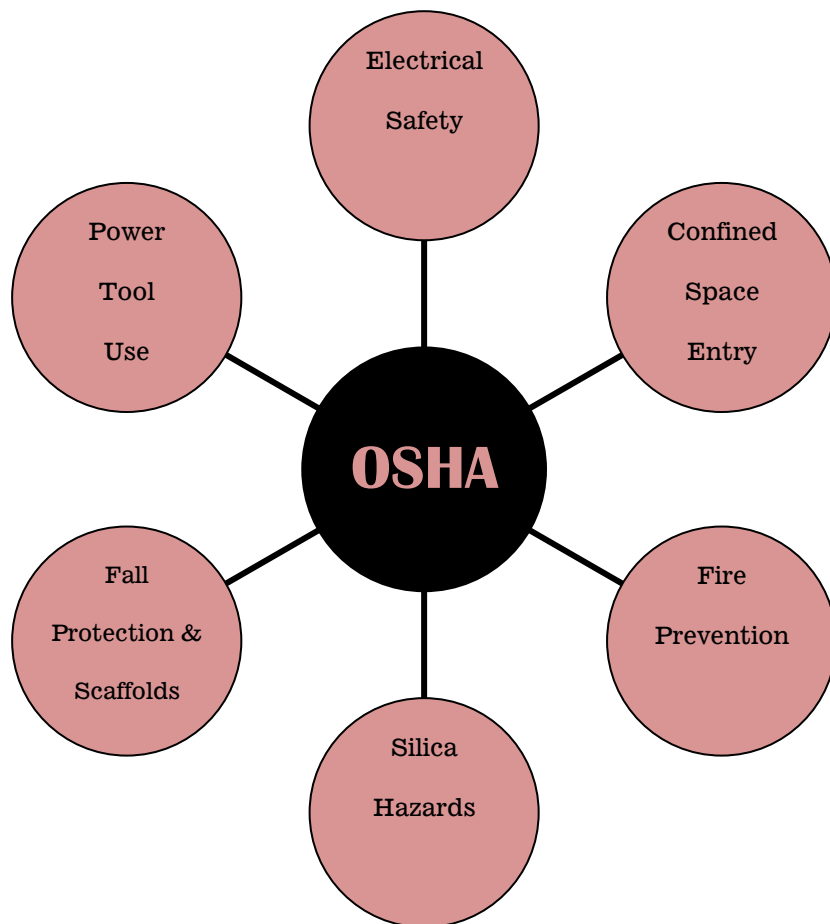 Electrical
Safety
Power
Tool
Use
Confined
Space
Entry
OSHA
Fall
Protection &
Scaffolds
Fire
Prevention
Silica
Hazards